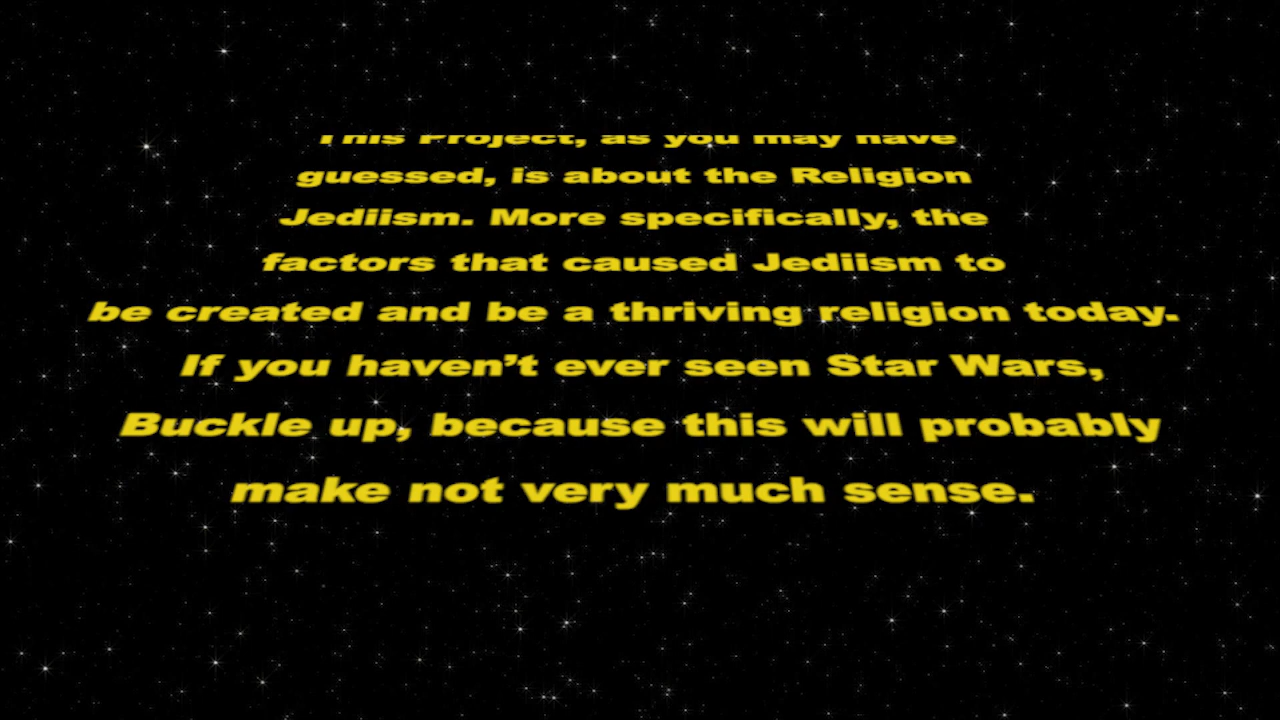 This Project, as you may have
guessed, is about the Religion
Jediism. More specifically, the
factors that caused Jediism to
be created and be a thriving religion today.
If you haven’t ever seen Star Wars,
Buckle up, because this will probably
make not very much sense.